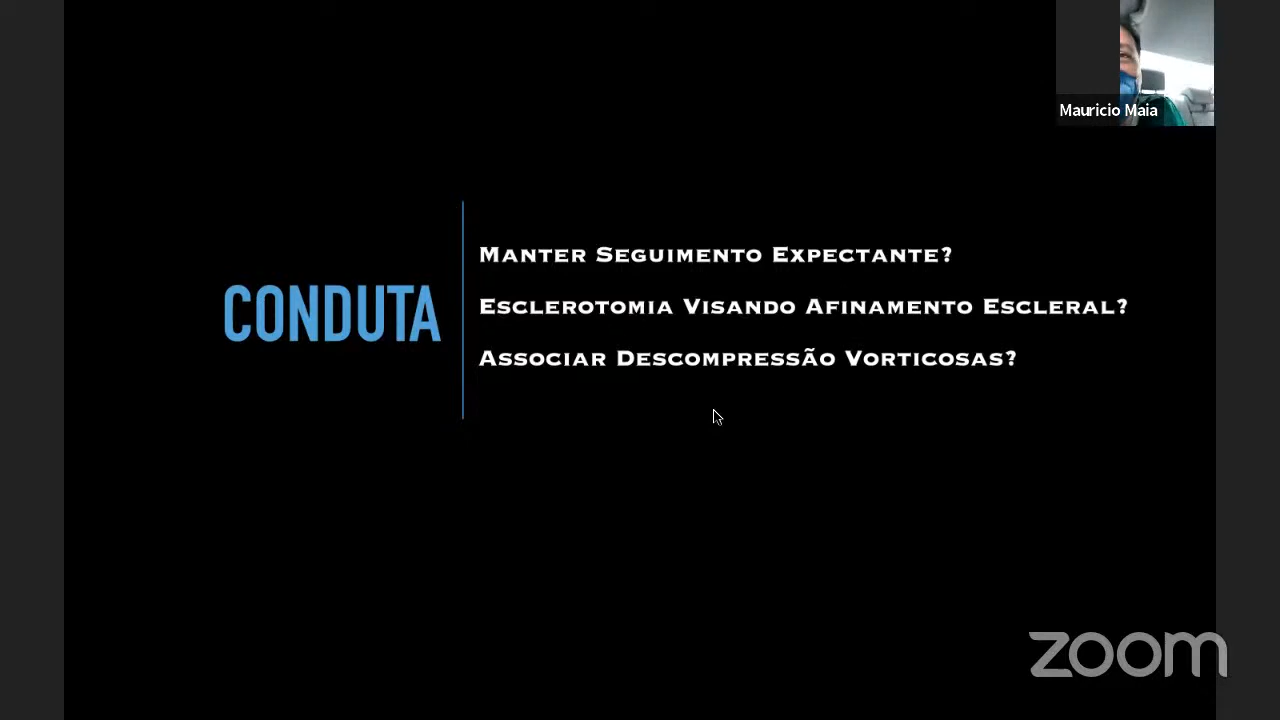 Mauricio Maia
CONDUTA
Manter Seguimento Expectante?
Esclerotomia Visando Afinamento Escleral?
Associar Descompressão Vorticosas?
zoom